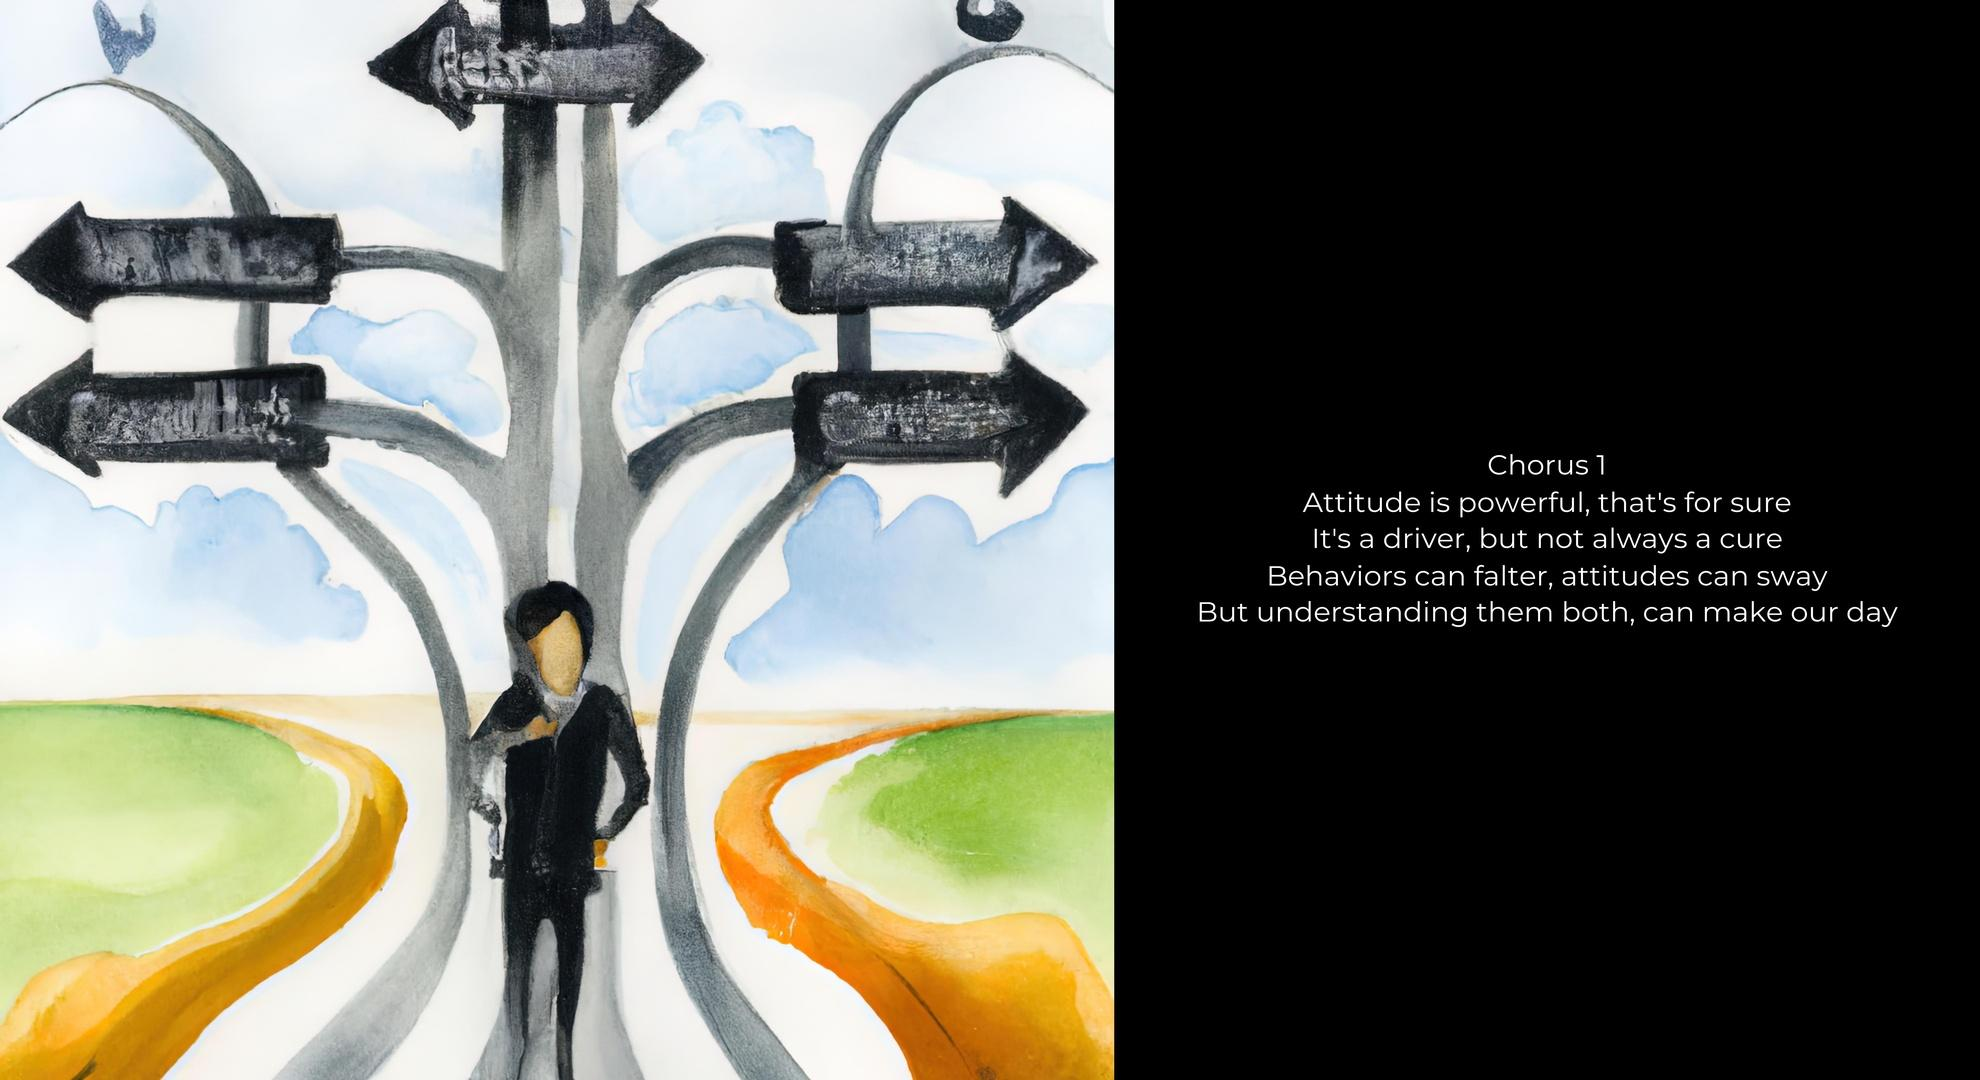 Chorus 1
Attitude is powerful, that's for sure
It's a driver, but not always a cure
Behaviors can falter, attitudes can sway
But understanding them both, can make our day